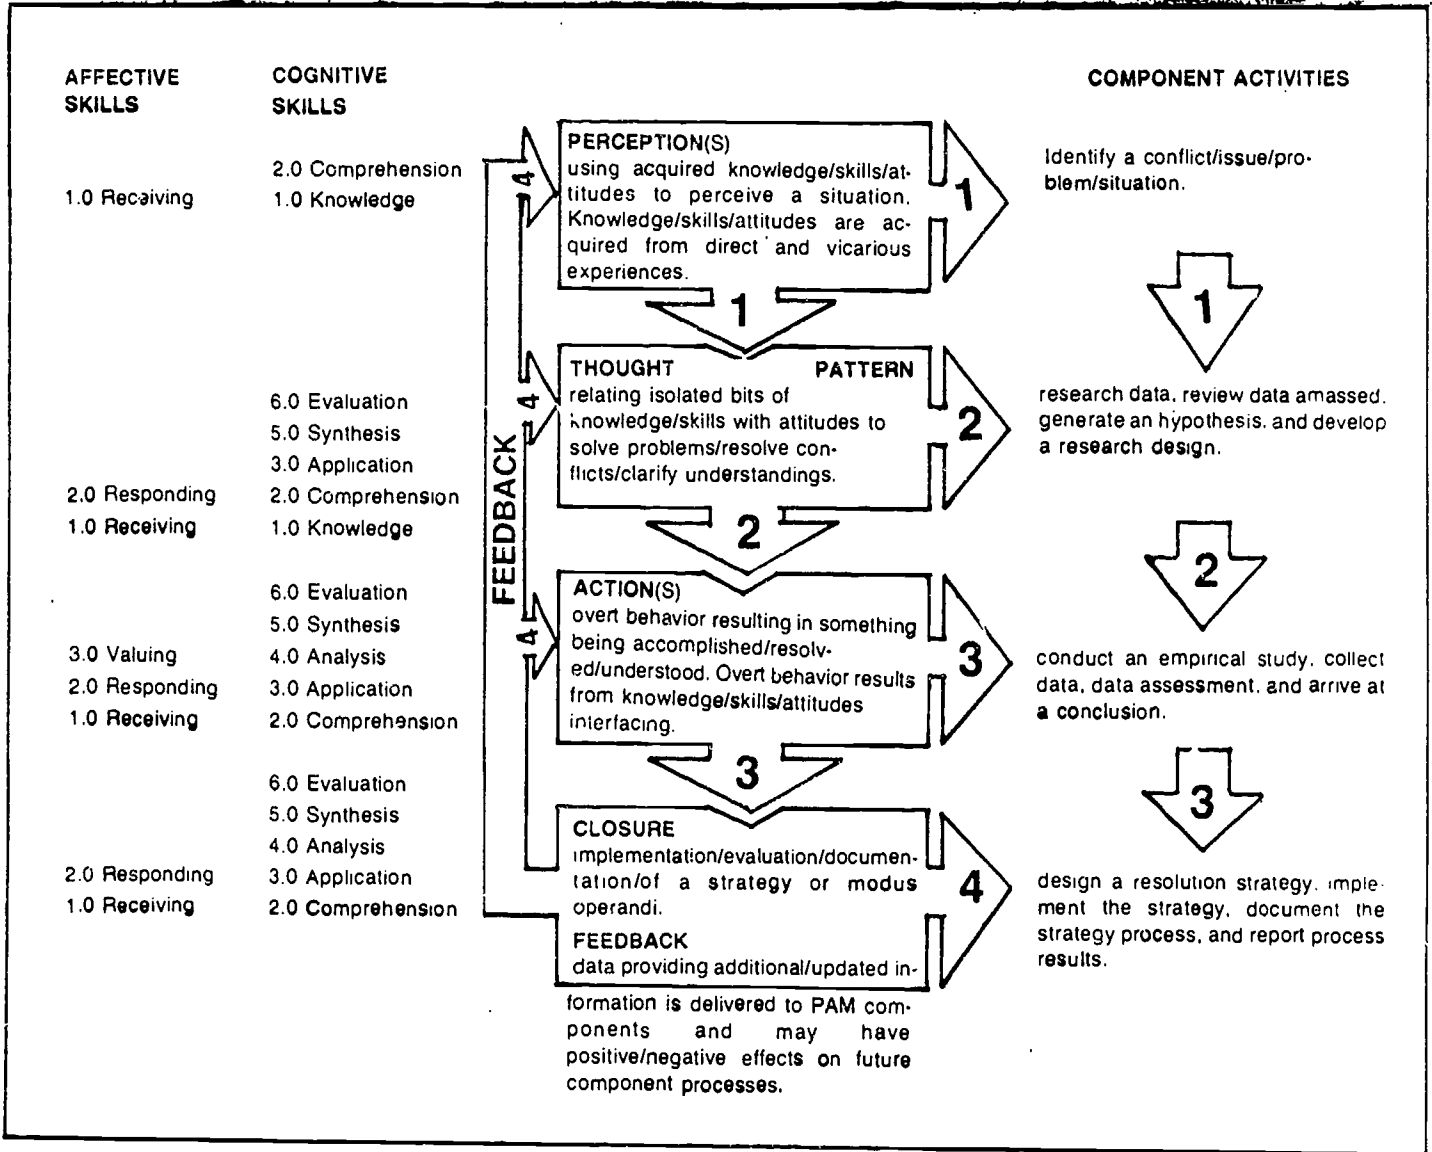 AFFECTIVE
SKILLS
COGNITIVE
SKILLS
COMPONENT ACTIVITIES
2.0 Comprehension
1.0 Receiving
1.0 Knowledge
4
PERCEPTION(S)
using acquired knowledge/skills/at-
titudes to perceive a situation.
Knowledge/skills/attitudes are ac-
quired from direct and vicarious
experiences.
1
Identify a conflict/issue/pro-
blem/situation.
1
1
6.0 Evaluation
5.0 Synthesis
3.0 Application
2.0 Responding
2.0 Comprehension
1.0 Receiving
1.0 Knowledge
FEEDBACK
4
THOUGHT PATTERN
relating isolated bits of
knowledge/skills with attitudes to
solve problems/resolve con-
flicts/clarify understandings.
2
research data, review data amassed.
generate an hypothesis, and develop
a research design.
2
2
6.0 Evaluation
5.0 Synthesis
3.0 Valuing
4.0 Analysis
2.0 Responding
3.0 Application
1.0 Receiving
2.0 Comprehension
4
ACTION(S)
overt behavior resulting in something
being accomplished/resolv-
ed/understood. Overt behavior results
from knowledge/skills/attitudes
interfacing.
3
conduct an empirical study, collect
data, data assessment, and arrive at
a conclusion.
3
3
6.0 Evaluation
5.0 Synthesis
4.0 Analysis
2.0 Responding
3.0 Application
1.0 Receiving
2.0 Comprehension
CLOSURE
implementation/evaluation/documen-
tation/of a strategy or modus
operandi.
FEEDBACK
data providing additional/updated in-
formation is delivered to PAM com-
ponents and may have
positive/negative effects on future
component processes.
4
design a resolution strategy, imple-
ment the strategy, document the
strategy process, and report process
results.